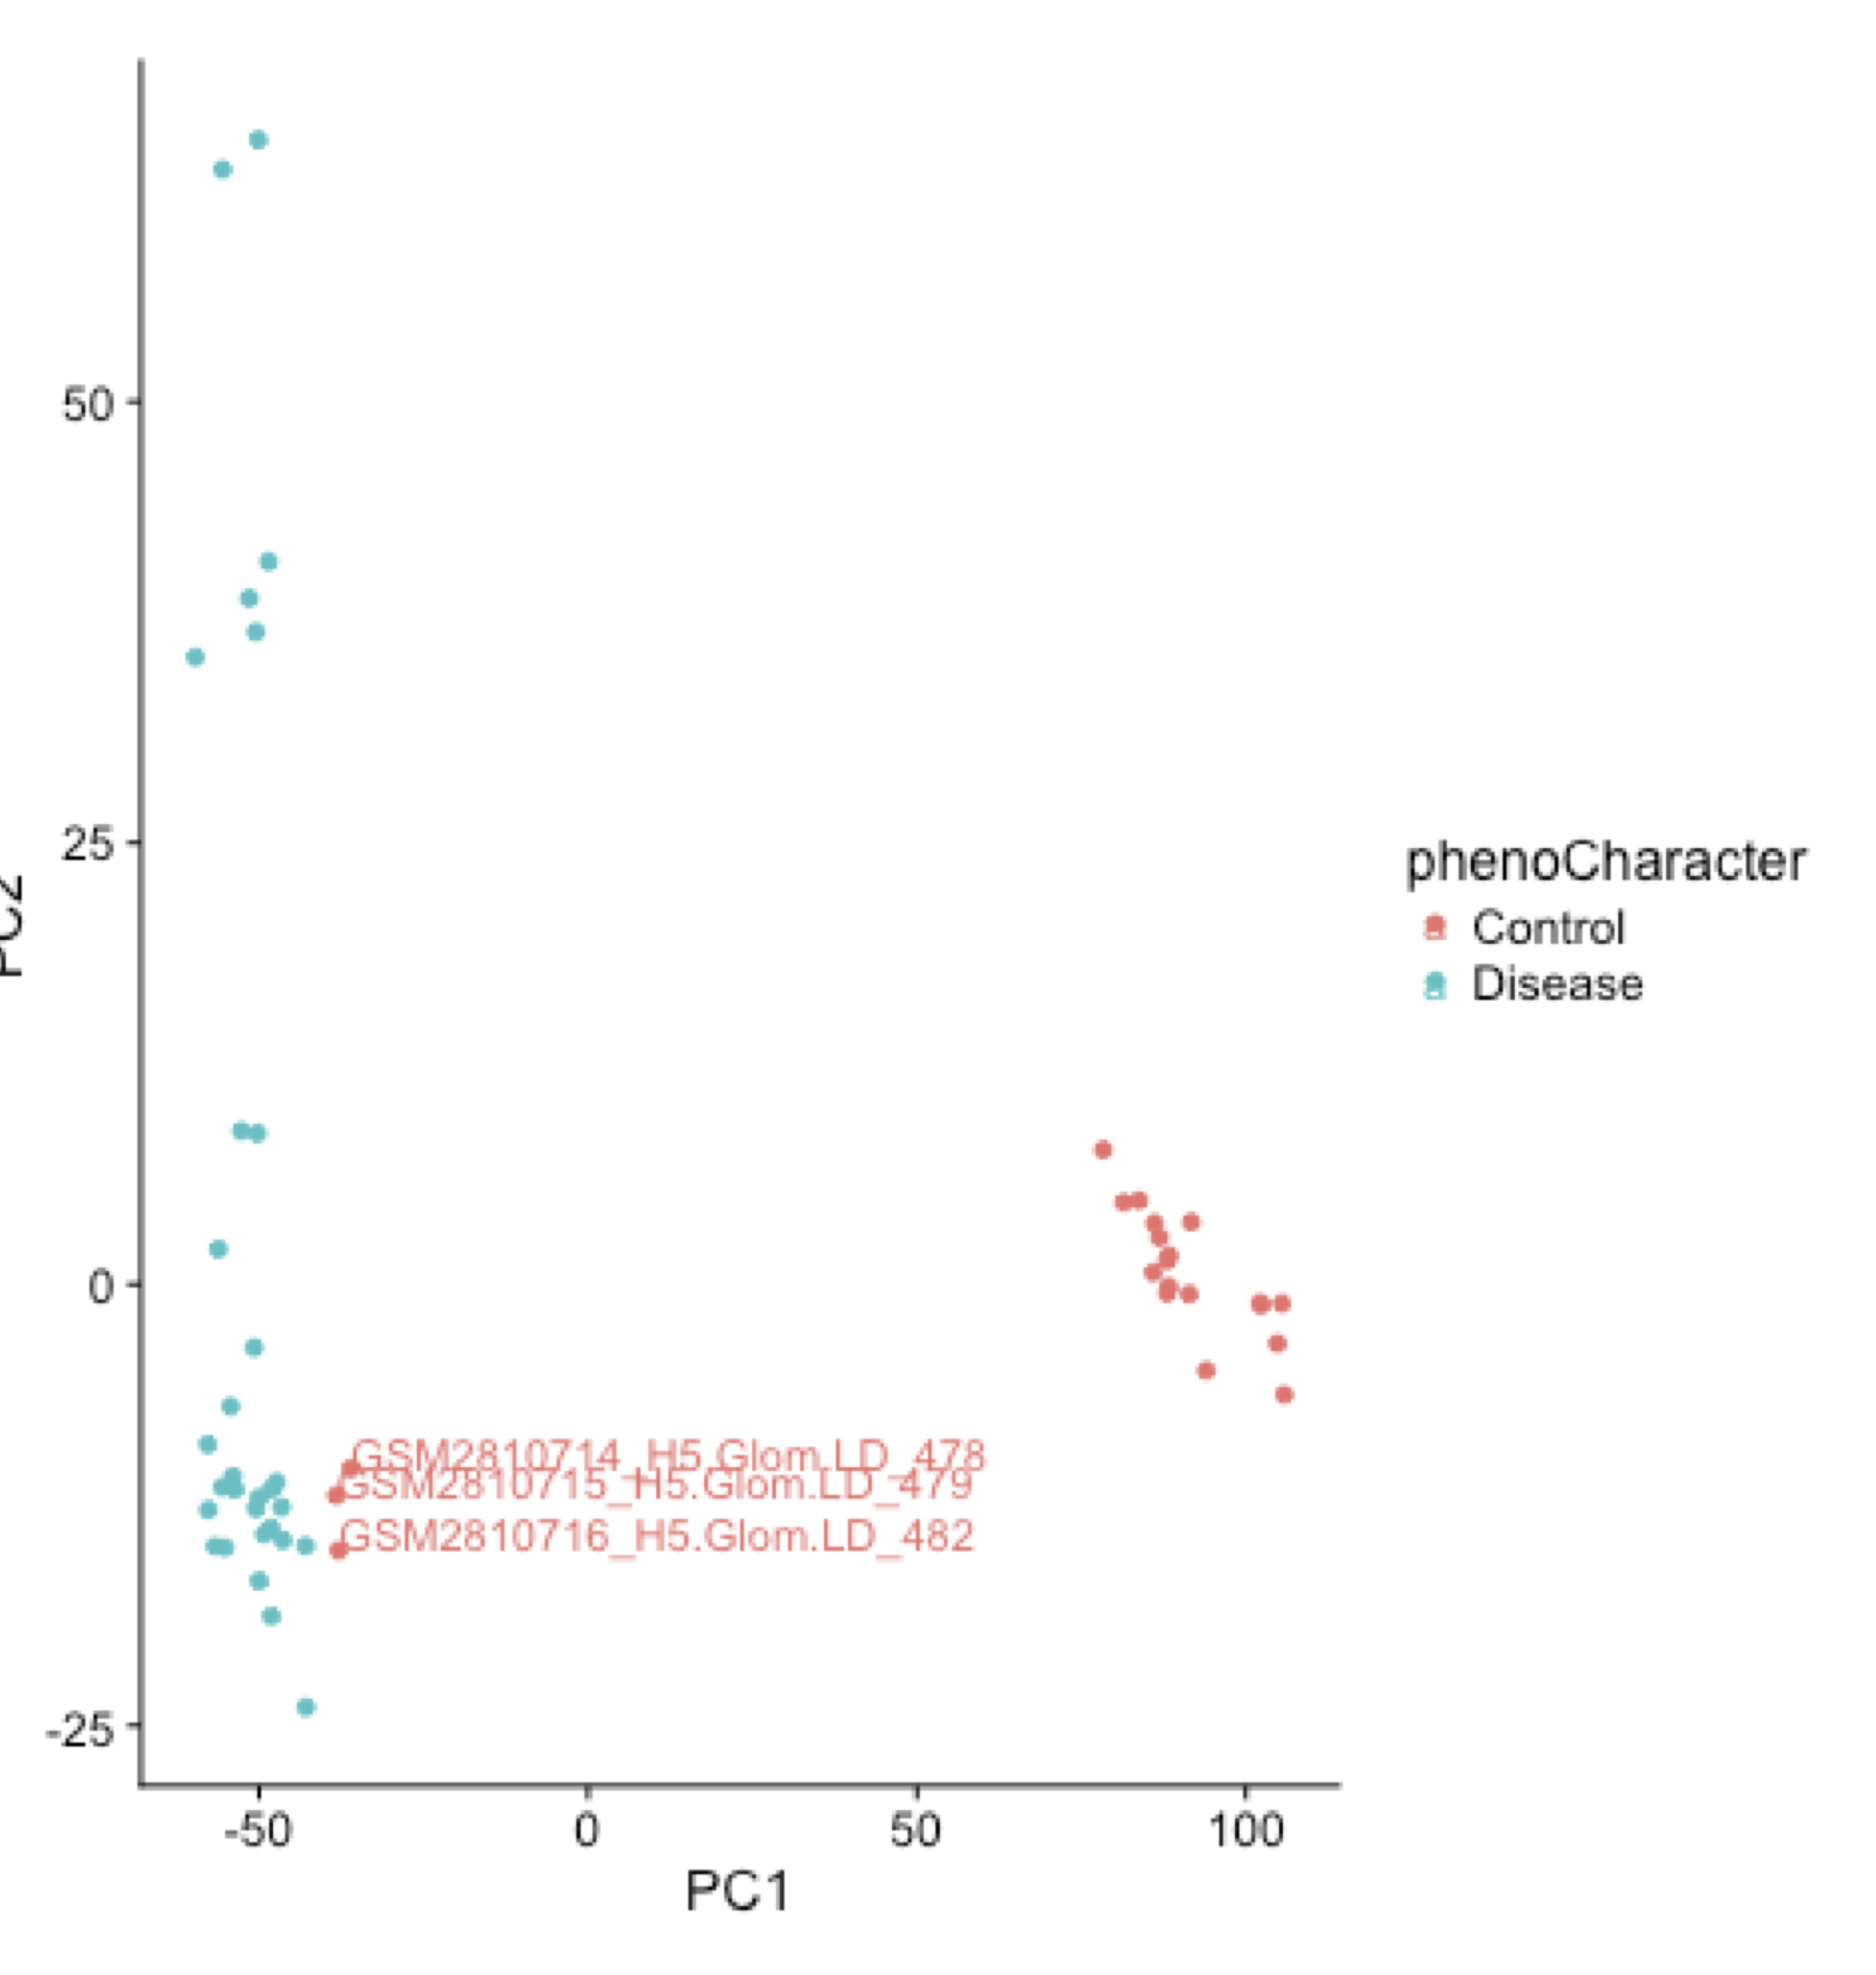 50
25
PC2
0
-25
GSM2810714_H5.Glom.LD_478
GSM2810715_H5.Glom.LD_479
GSM2810716_H5.Glom.LD_482
-50 0 50 100
PC1
phenoCharacter
Control
Disease